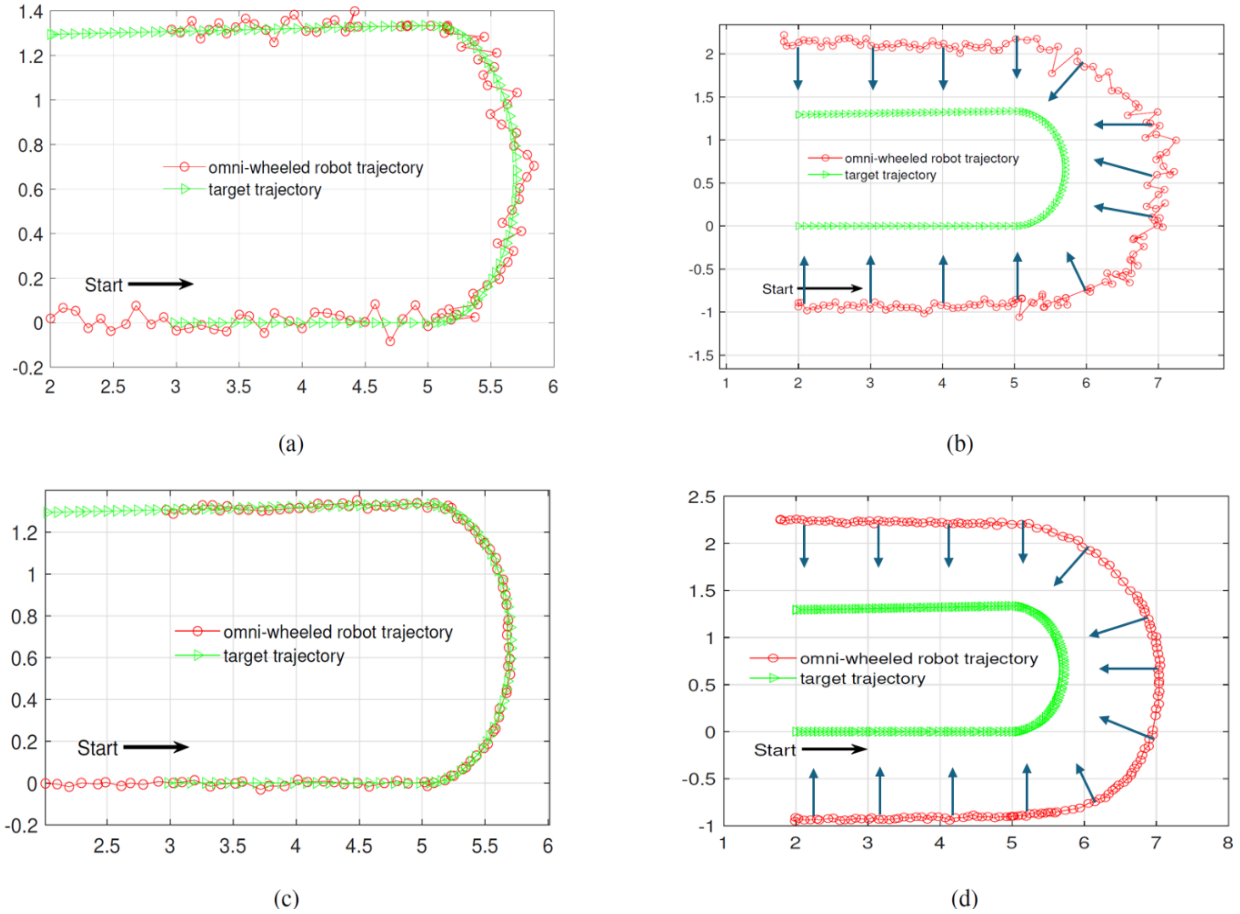 1.4
1.2
1
0.8
0.6
0.4
0.2
0
-0.2
omni-wheeled robot trajectory
target trajectory
Start
2 2.5 3 3.5 4 4.5 5 5.5 6
(a)
2
1.5
1
0.5
0
-0.5
-1
-1.5
omni-wheeled robot trajectory
target trajectory
Start
1 2 3 4 5 6 7
(b)
1.2
1
0.8
0.6
0.4
0.2
0
-0.2
omni-wheeled robot trajectory
target trajectory
Start
2.5 3 3.5 4 4.5 5 5.5 6
(c)
2.5
2
1.5
1
0.5
0
-0.5
-1
omni-wheeled robot trajectory
target trajectory
Start
1 2 3 4 5 6 7 8
(d)